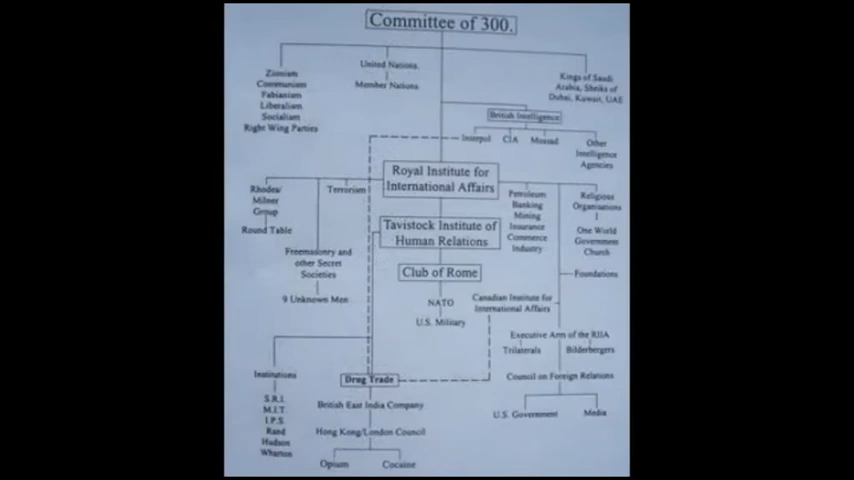 Committee of 300.
Zionism
Communism
Fabianism
Liberalism
Socialism
Right Wing Parties
United Nations
Member Nations
Kings of Saudi
Arabia, Sheiks of
Dubai, Kuwait, UAE
British Intelligence
Interpol
CIA
Mossad
Other
Intelligence
Agencies
Royal Institute for
International Affairs
Rhodes/
Milner
Group
Round Table
Terrorism
Freemasonry and
other Secret
Societies
9 Unknown Men
Petroleum
Banking
Mining
Insurance
Commerce
Industry
Religious
Organisations
One World
Government
Church
Foundations
Tavistock Institute of
Human Relations
Club of Rome
NATO
U.S. Military
Canadian Institute for
International Affairs
Executive Arm of the RIIA
Trilaterals
Bilderbergers
Council on Foreign Relations
U.S. Government
Media
Institutions
S.R.I.
M.I.T.
I.P.S
Rand
Hudson
Wharton
Drug Trade
British East India Company
Hong Kong/London Council
Opium
Cocaine